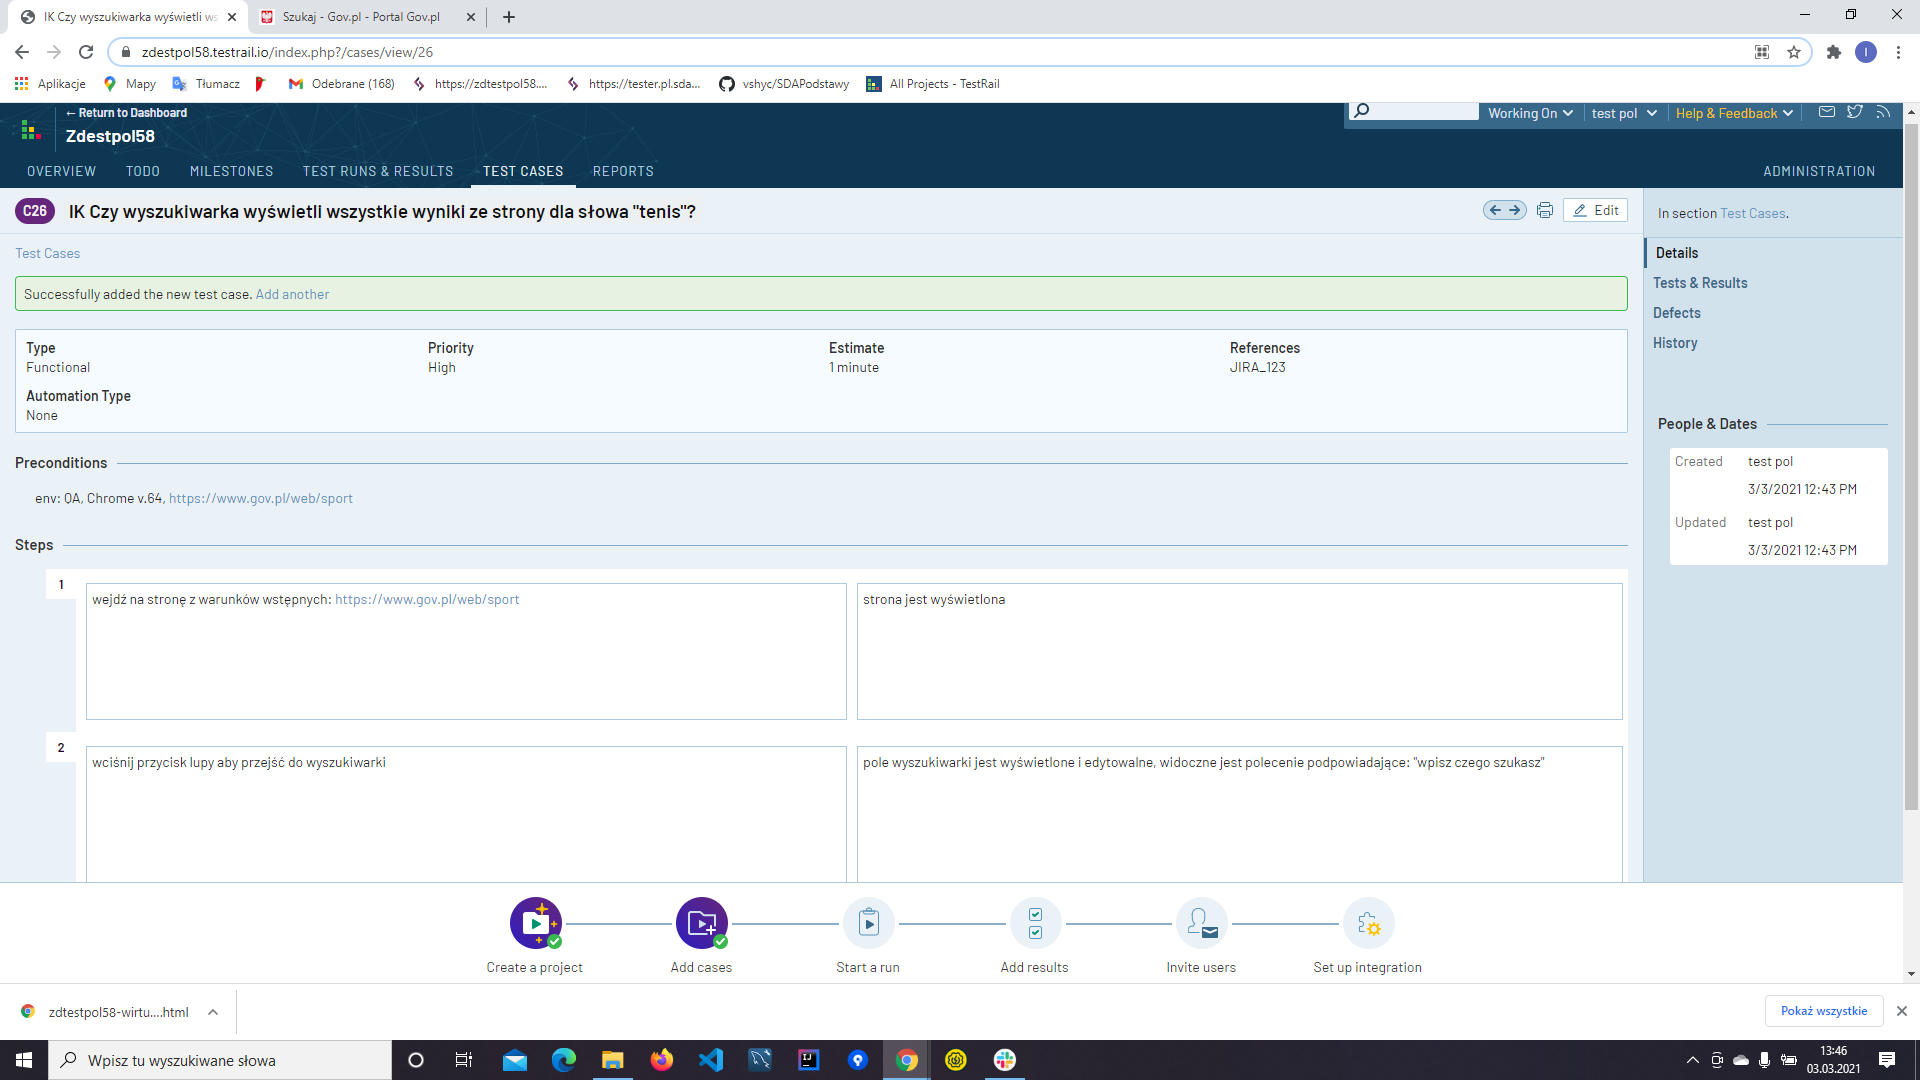 IK Czy wyszukiwarka wyświetli ws
Szukaj - Gov.pl - Portal Gov.pl
zdestpol58.testrail.io/index.php?/cases/view/26
I
Aplikacje
Mapy
Tłumacz
Odebrane (168)
https://zdtestpol58....
https://tester.pl.sda...
vshyc/SDAPodstawy
All Projects - TestRail
← Return to Dashboard
Zdestpol58
Working On
test pol
Help & Feedback
OVERVIEW
TODO
MILESTONES
TEST RUNS & RESULTS
TEST CASES
REPORTS
ADMINISTRATION
C26
IK Czy wyszukiwarka wyświetli wszystkie wyniki ze strony dla słowa "tenis"?
Edit
In section Test Cases.
Test Cases
Successfully added the new test case. Add another
Type
Functional
Priority
High
Estimate
1 minute
References
JIRA_123
Automation Type
None
Details
Tests & Results
Defects
History
People & Dates
Created
test pol
3/3/2021 12:43 PM
Updated
test pol
3/3/2021 12:43 PM
Preconditions
env: QA, Chrome v.64, https://www.gov.pl/web/sport
Steps
1
wejdź na stronę z warunków wstępnych: https://www.gov.pl/web/sport
strona jest wyświetlona
2
wciśnij przycisk lupy aby przejść do wyszukiwarki
pole wyszukiwarki jest wyświetlone i edytowalne, widoczne jest polecenie podpowiadające: "wpisz czego szukasz"
Create a project
Add cases
Start a run
Add results
Invite users
Set up integration
zdtestpol58-wirtu....html
Pokaż wszystkie
Wpisz tu wyszukiwane słowa
IJ
13:46
03.03.2021